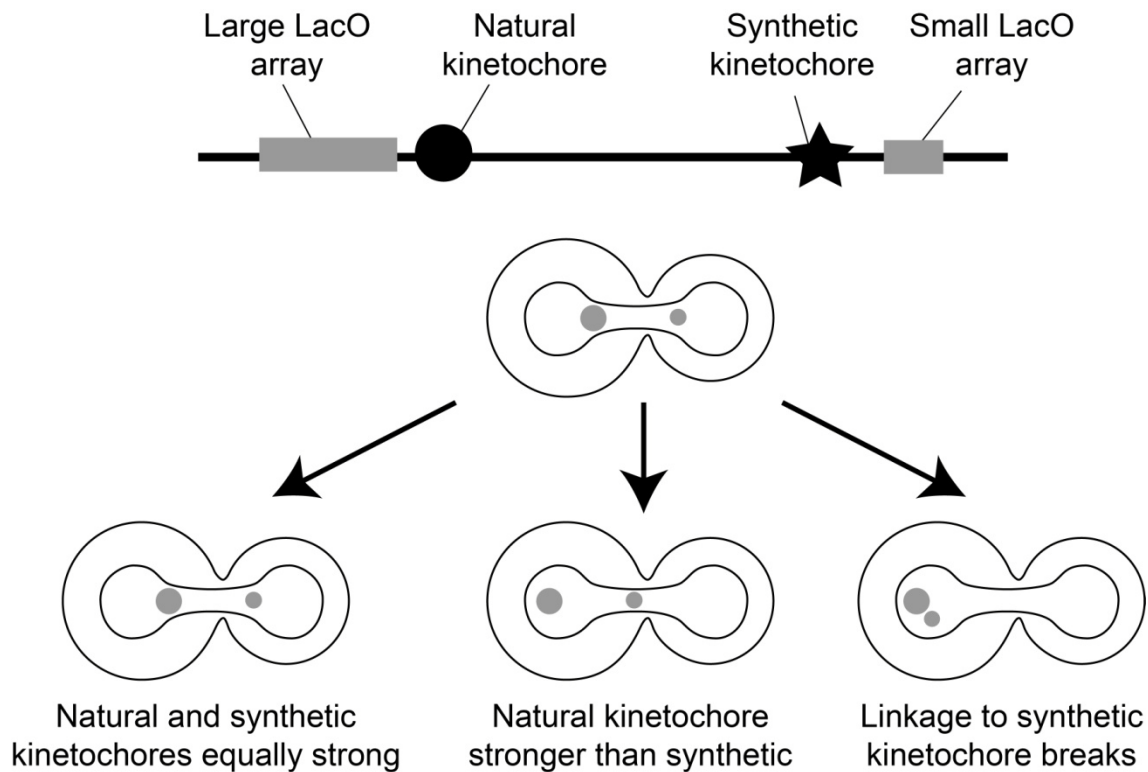 Large LacO
array
Natural
kinetochore
Synthetic
kinetochore
Small LacO
array
Natural and synthetic
kinetochores equally strong
Natural kinetochore
stronger than synthetic
Linkage to synthetic
kinetochore breaks